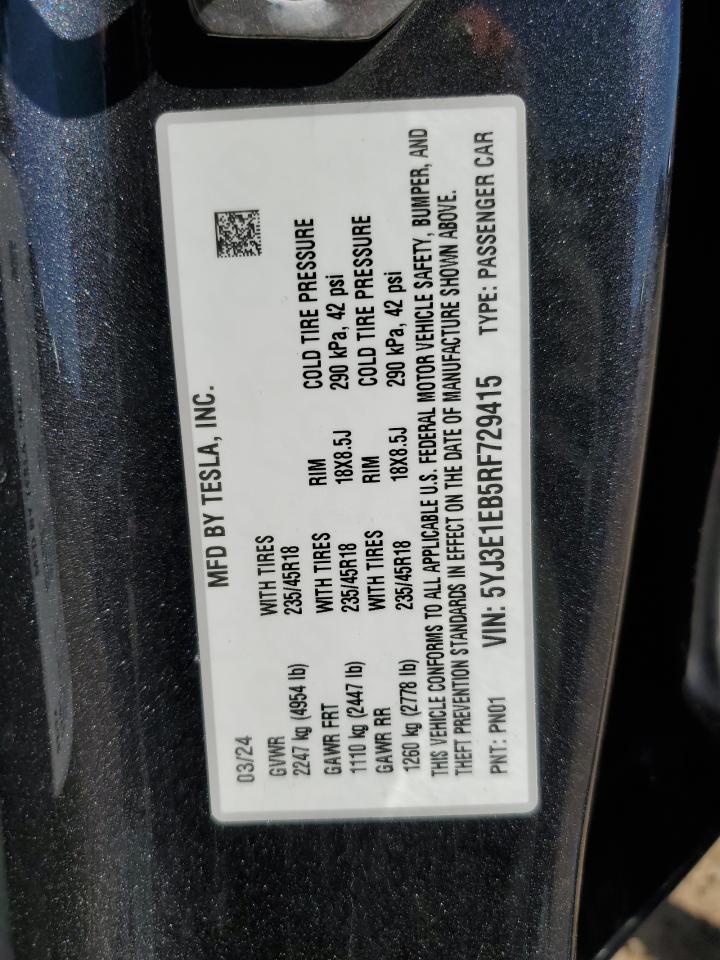 MFD BY TESLA, INC.
03/24
GVWR WITH TIRES RIM COLD TIRE PRESSURE
2247 kg (4954 lb) 235/45R18 18X8.5J 290 kPa, 42 psi
GAWR FRT WITH TIRES RIM COLD TIRE PRESSURE
1110 kg (2447 lb) 235/45R18 18X8.5J 290 kPa, 42 psi
GAWR RR WITH TIRES
1260 kg (2778 lb) 235/45R18
THIS VEHICLE CONFORMS TO ALL APPLICABLE U.S. FEDERAL MOTOR VEHICLE SAFETY, BUMPER, AND
THEFT PREVENTION STANDARDS IN EFFECT ON THE DATE OF MANUFACTURE SHOWN ABOVE.
PNT: PN01 VIN: 5YJ3E1EB5RF729415 TYPE: PASSENGER CAR